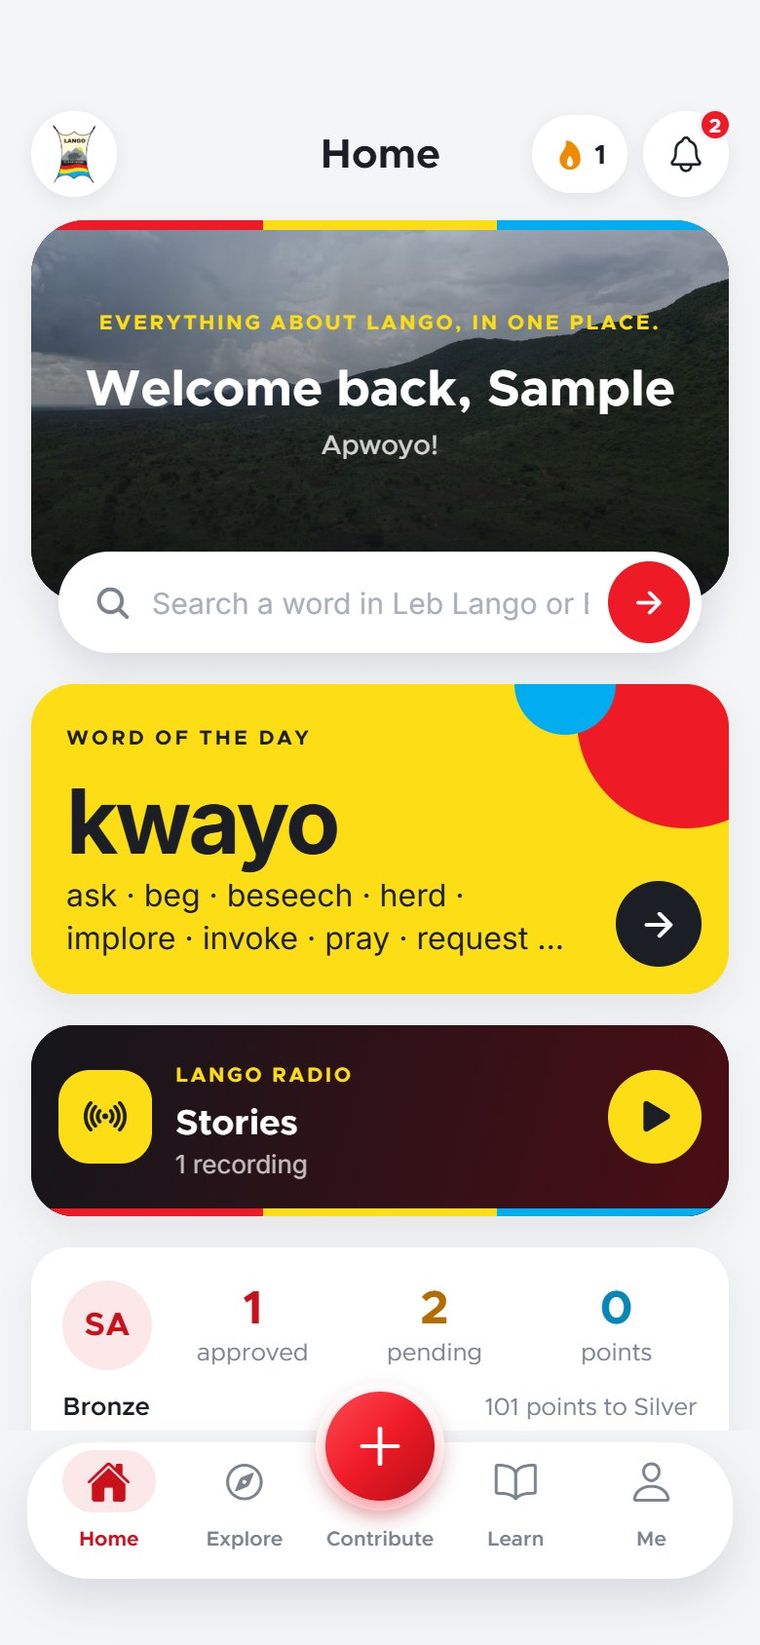 LANGO
Home
1
2
EVERYTHING ABOUT LANGO, IN ONE PLACE.
Welcome back, Sample
Apwoyo!
Search a word in Leb Lango or
WORD OF THE DAY
kwayo
ask · beg · beseech · herd ·
implore · invoke · pray · request ...
LANGO RADIO
Stories
1 recording
SA
1 approved
2 pending
0 points
Bronze
101 points to Silver
Home
Explore
Contribute
Learn
Me